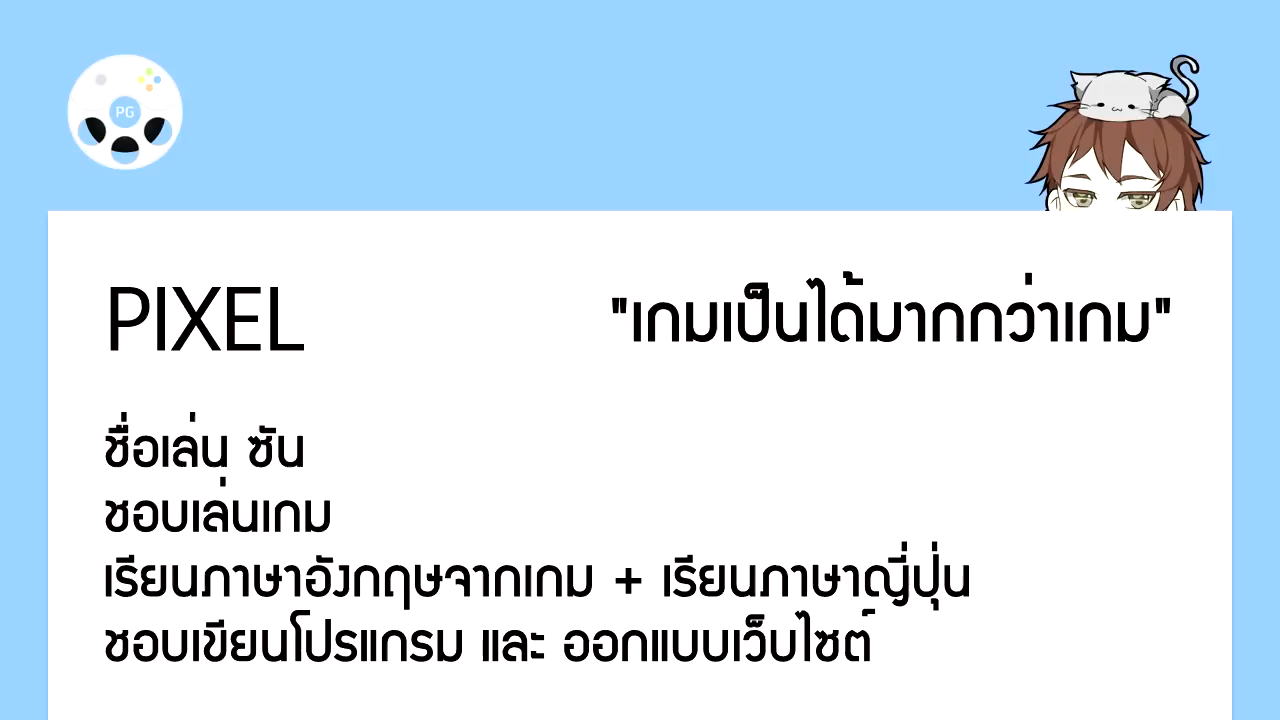 PG
PIXEL
"เกมเป็นได้มากกว่าเกม"
ชื่อเล่น ซัน
ชอบเล่นเกม
เรียนภาษาอังกฤษจากเกม + เรียนภาษาญี่ปุ่น
ชอบเขียนโปรแกรม และ ออกแบบเว็บไซต์